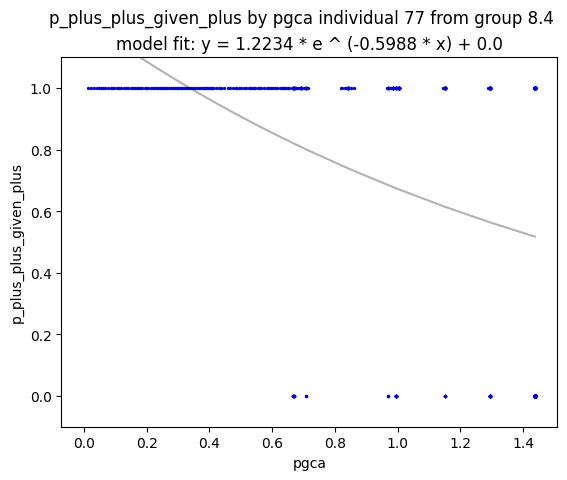 p_plus_plus_given_plus by pgca individual 77 from group 8.4
model fit: y = 1.2234 * e ^ (-0.5988 * x) + 0.0
1.0
0.8
0.6
0.4
0.2
0.0
p_plus_plus_given_plus
0.0 0.2 0.4 0.6 0.8 1.0 1.2 1.4
pgca